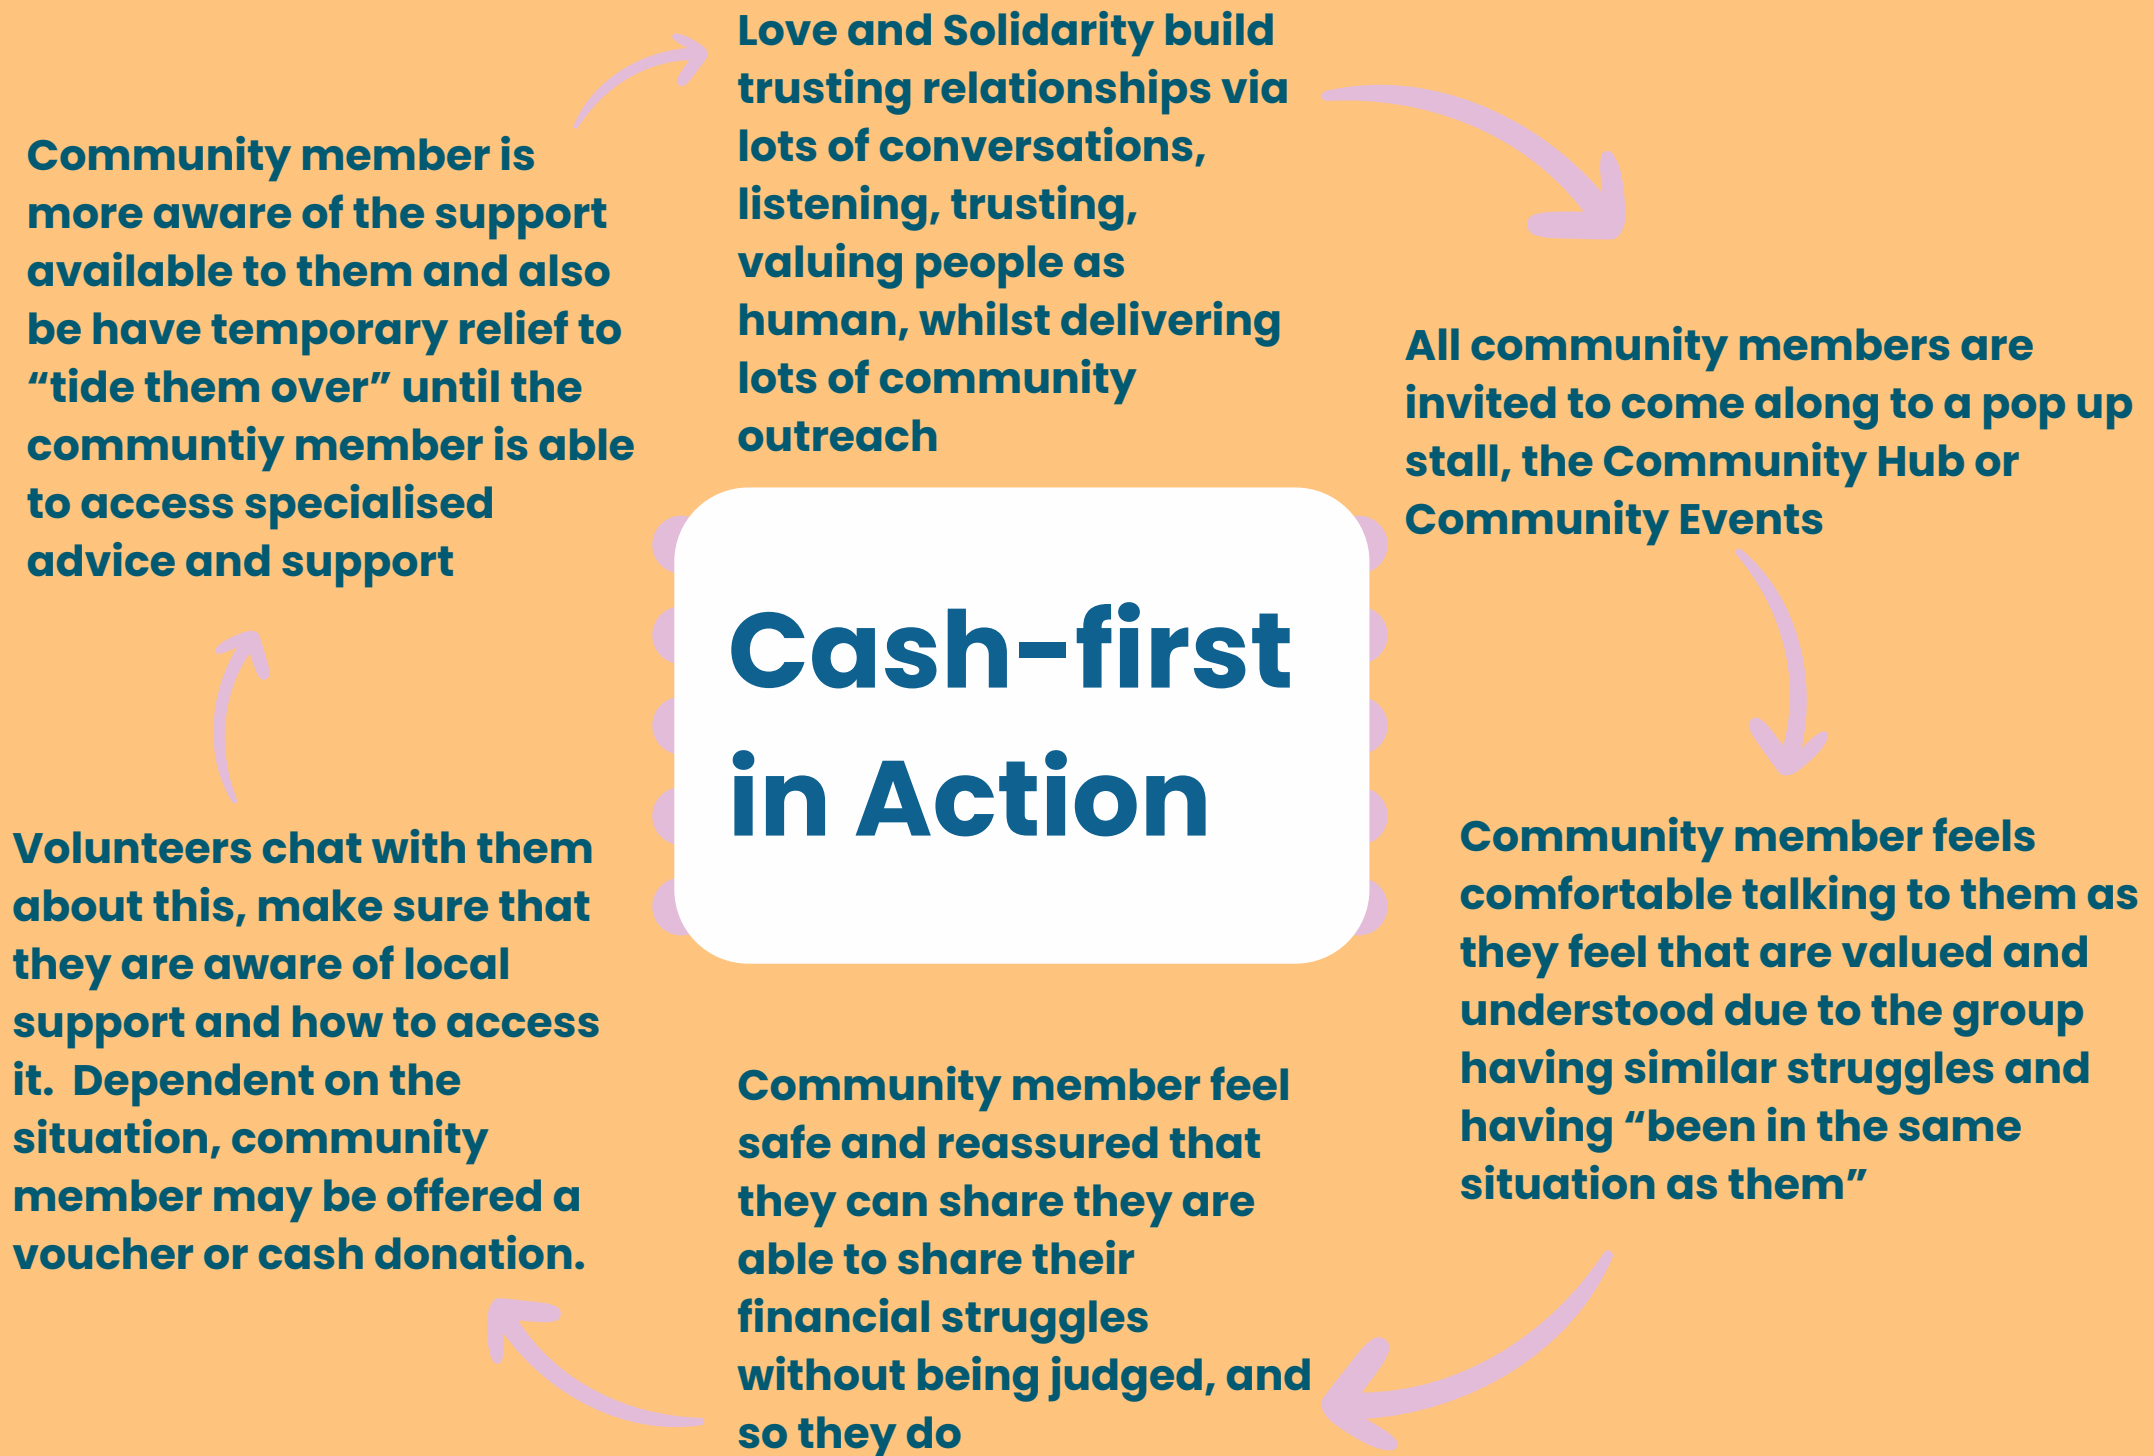 Love and Solidarity build
trusting relationships via
lots of conversations,
listening, trusting,
valuing people as
human, whilst delivering
lots of community
outreach
All community members are
invited to come along to a pop up
stall, the Community Hub or
Community Events
Community member feels
comfortable talking to them as
they feel that are valued and
understood due to the group
having similar struggles and
having “been in the same
situation as them”
Community member feel
safe and reassured that
they can share they are
able to share their
financial struggles
without being judged, and
so they do
Volunteers chat with them
about this, make sure that
they are aware of local
support and how to access
it.  Dependent on the
situation, community
member may be offered a
voucher or cash donation.
Community member is
more aware of the support
available to them and also
be have temporary relief to
“tide them over” until the
communtiy member is able
to access specialised
advice and support
Cash-first
in Action